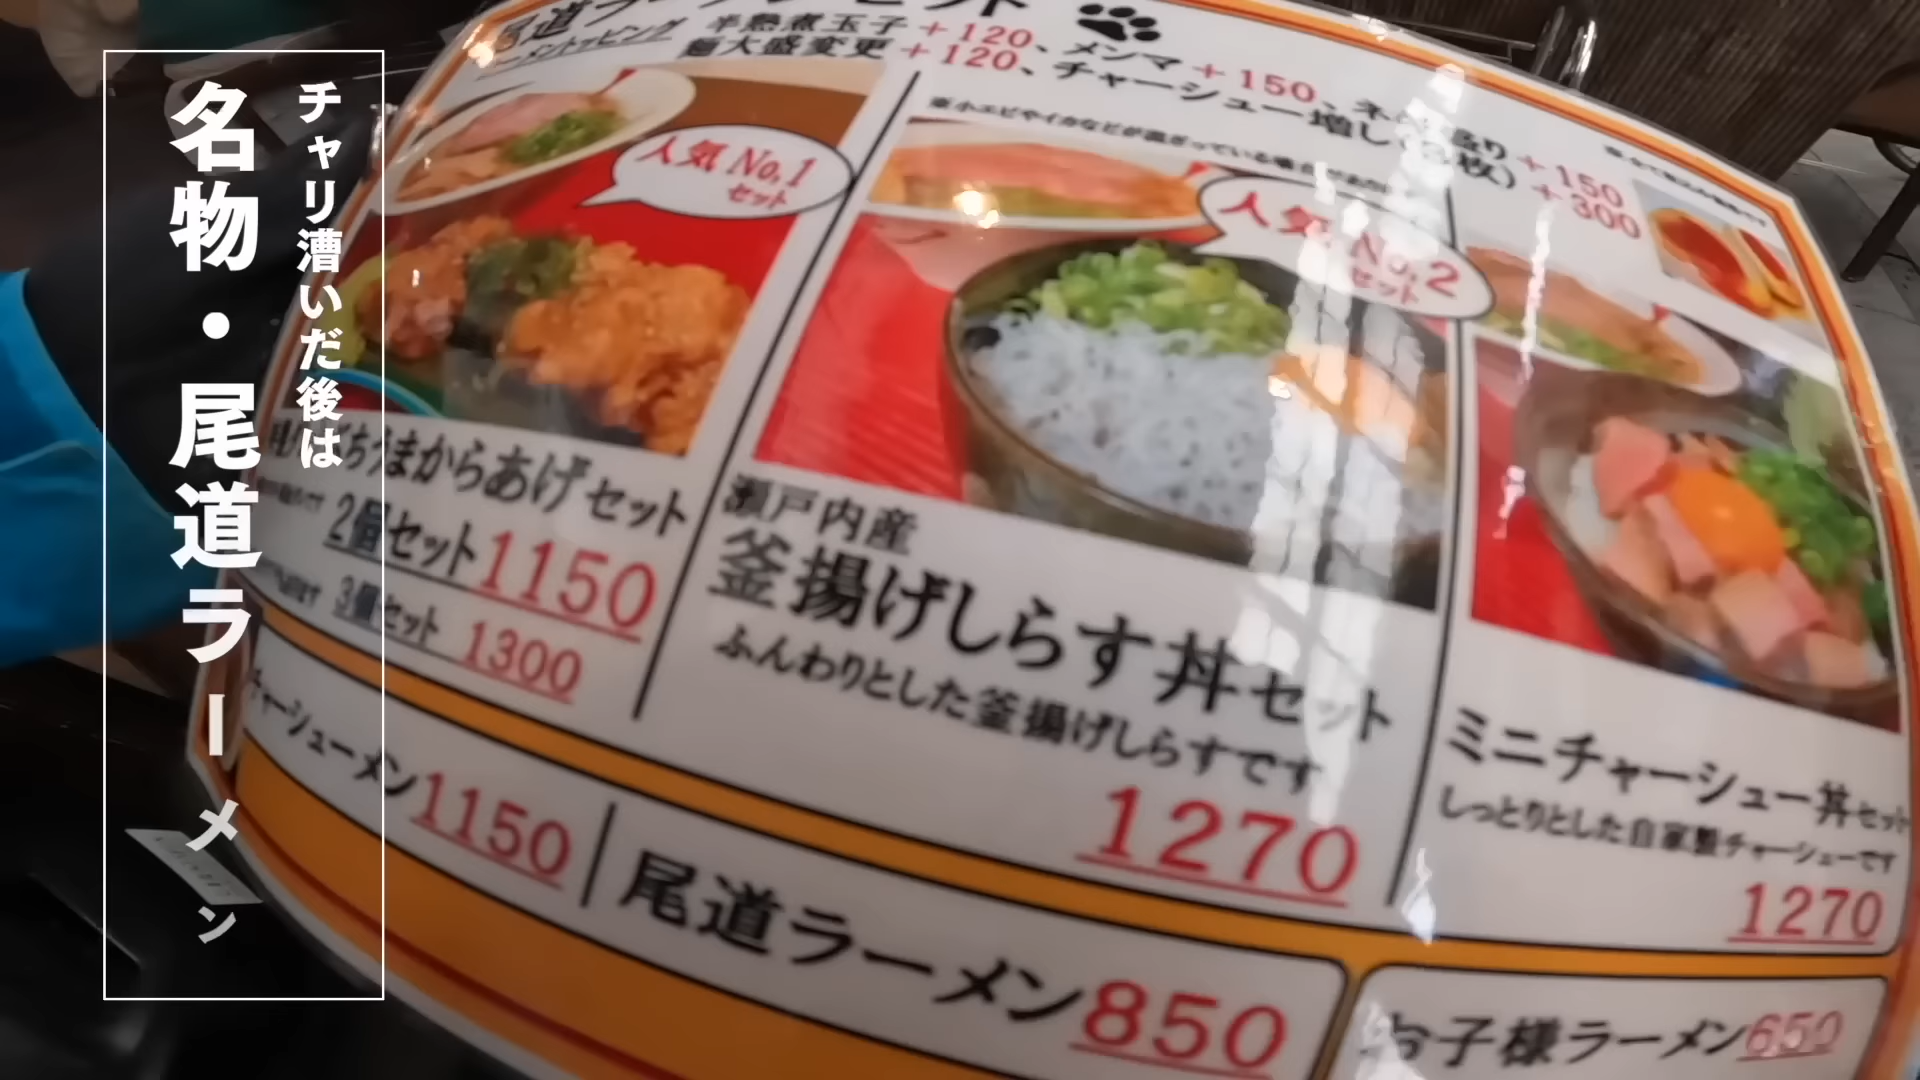 チャリ漕いだ後は
名物・尾道ラーメン
半熟煮玉子+120、メンマ+150、
+150
麺大盛変更+120、チャーシュー増し
枚)+300
人気No,1
セット
人気No,2
セット
うまからあげセット
2個セット1150
3個セット1300
瀬戸内産
釜揚げしらす丼セット
ふんわりとした釜揚げしらすです
1270
ミニチャーシュー丼セット
しっとりとした自家製チャーシューです
1270
チャーシューメン1150
尾道ラーメン850
お子様ラーメン650